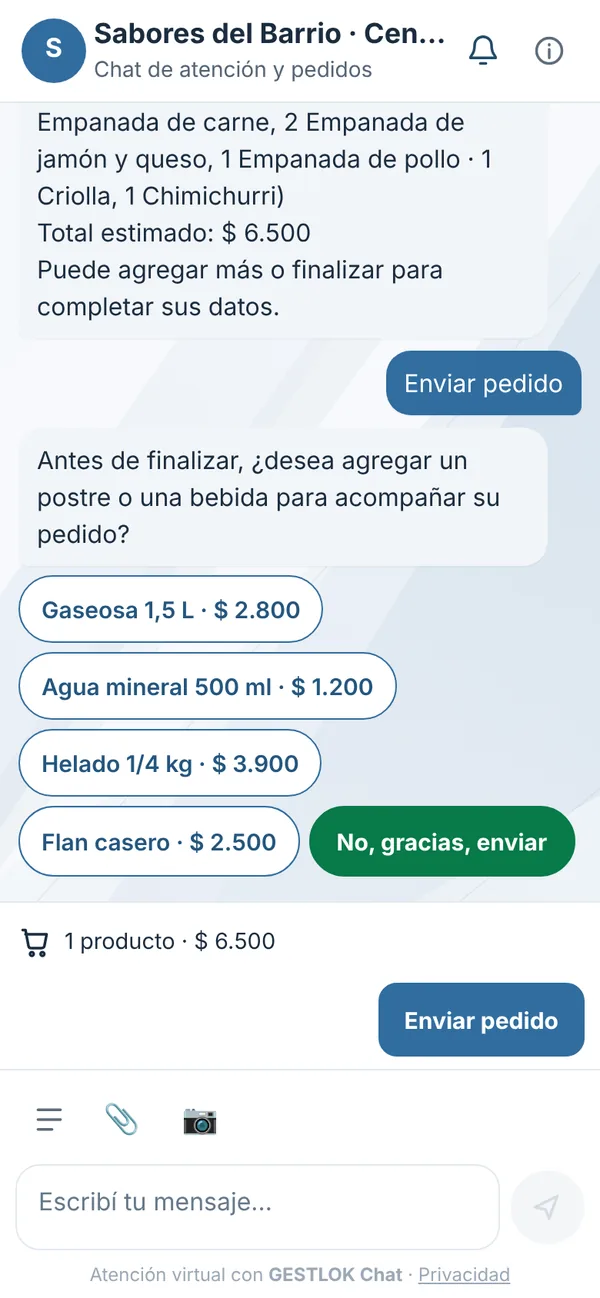 S
Sabores del Barrio · Cen...
Chat de atención y pedidos
Empanada de carne, 2 Empanada de
jamón y queso, 1 Empanada de pollo · 1
Criolla, 1 Chimichurri)
Total estimado: $ 6.500
Puede agregar más o finalizar para
completar sus datos.
Enviar pedido
Antes de finalizar, ¿desea agregar un
postre o una bebida para acompañar su
pedido?
Gaseosa 1,5 L · $ 2.800
Agua mineral 500 ml · $ 1.200
Helado 1/4 kg · $ 3.900
Flan casero · $ 2.500
No, gracias, enviar
1 producto · $ 6.500
Enviar pedido
Escribí tu mensaje...
Atención virtual con GESTLOK Chat · Privacidad